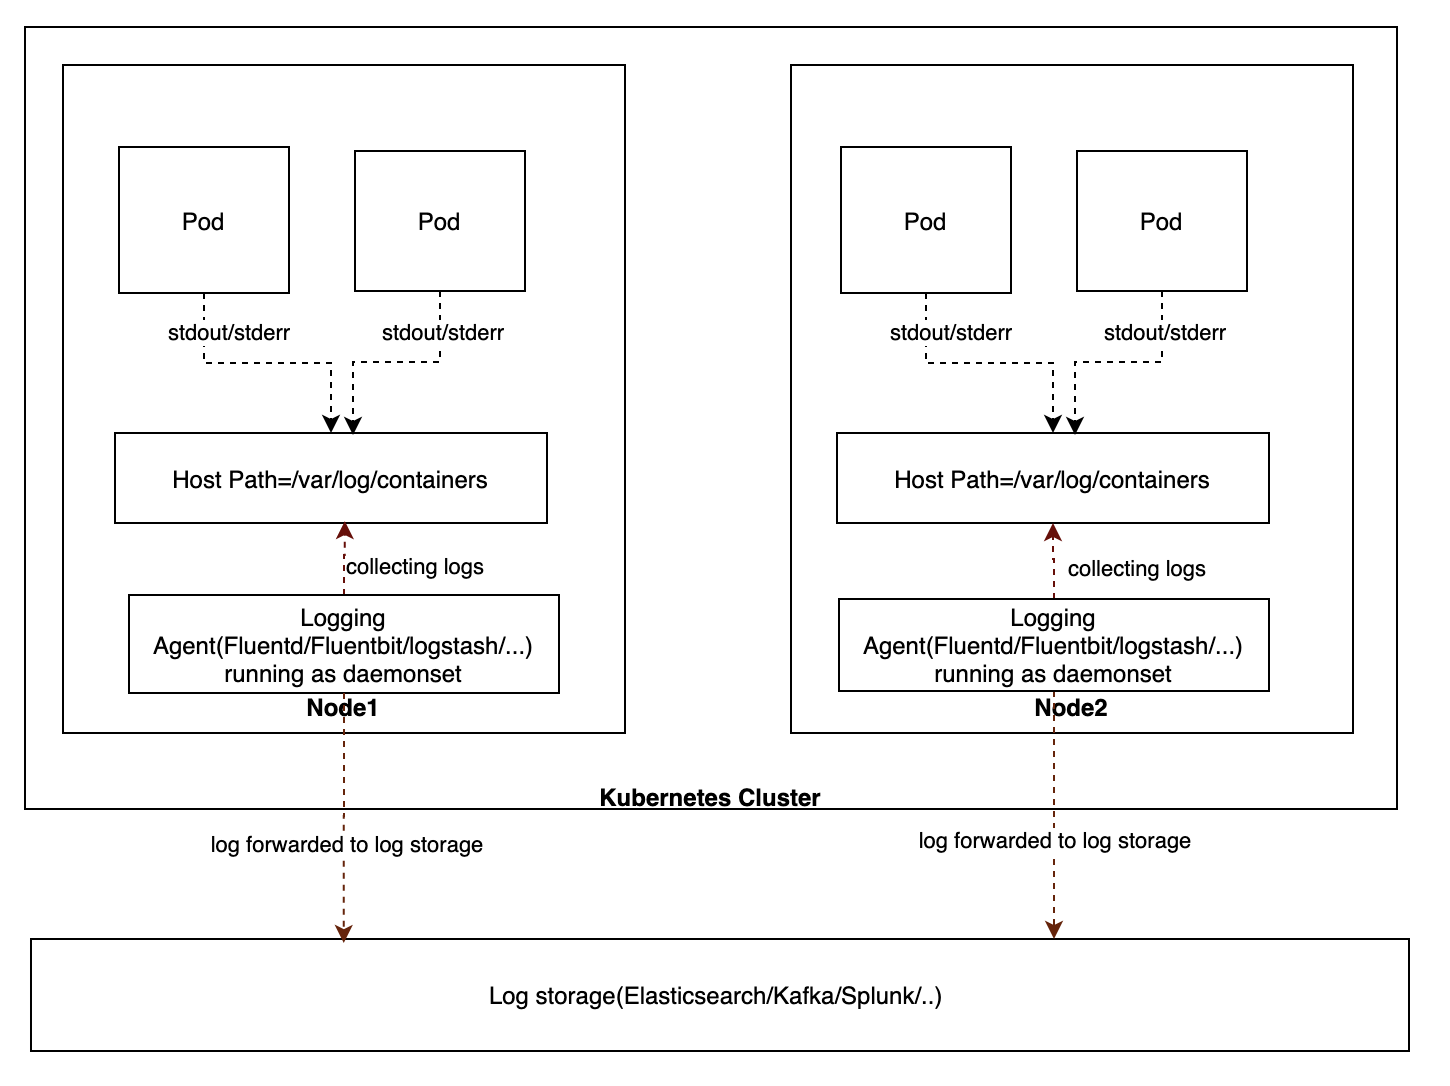 Pod
Pod
Pod
Pod
stdout/stderr
stdout/stderr
stdout/stderr
stdout/stderr
Host Path=/var/log/containers
Host Path=/var/log/containers
collecting logs
collecting logs
Logging
Agent(Fluentd/Fluentbit/logstash/...)
running as daemonset
Logging
Agent(Fluentd/Fluentbit/logstash/...)
running as daemonset
Node1
Node2
Kubernetes Cluster
log forwarded to log storage
log forwarded to log storage
Log storage(Elasticsearch/Kafka/Splunk/..)